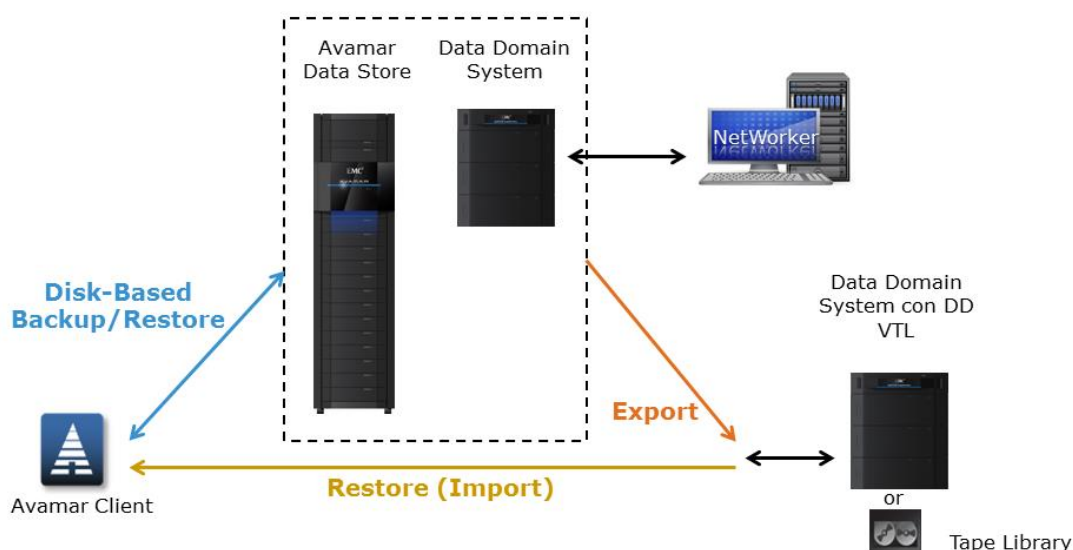 Avamar
Data Store
Data Domain
System
EMC²
NetWorker
Disk-Based
Backup/Restore
Data Domain
System con DD
VTL
Export
Restore (Import)
Avamar Client
or
Tape Library